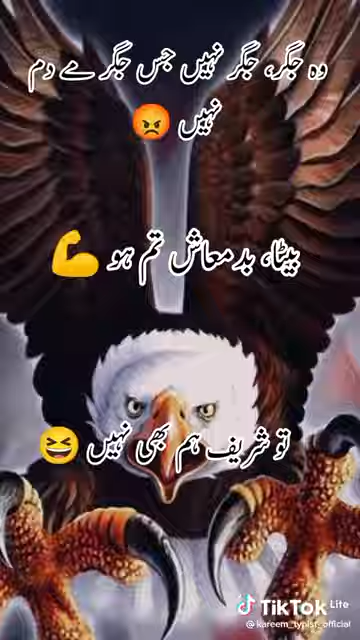 وہ جگر، جگر نہیں جس جگر مے دم
نہیں 😡
بیٹا، بدمعاش تم ہو 💪
تو شریف ہم بھی نہیں 😆
TikTok Lite
@kareem_typist_official